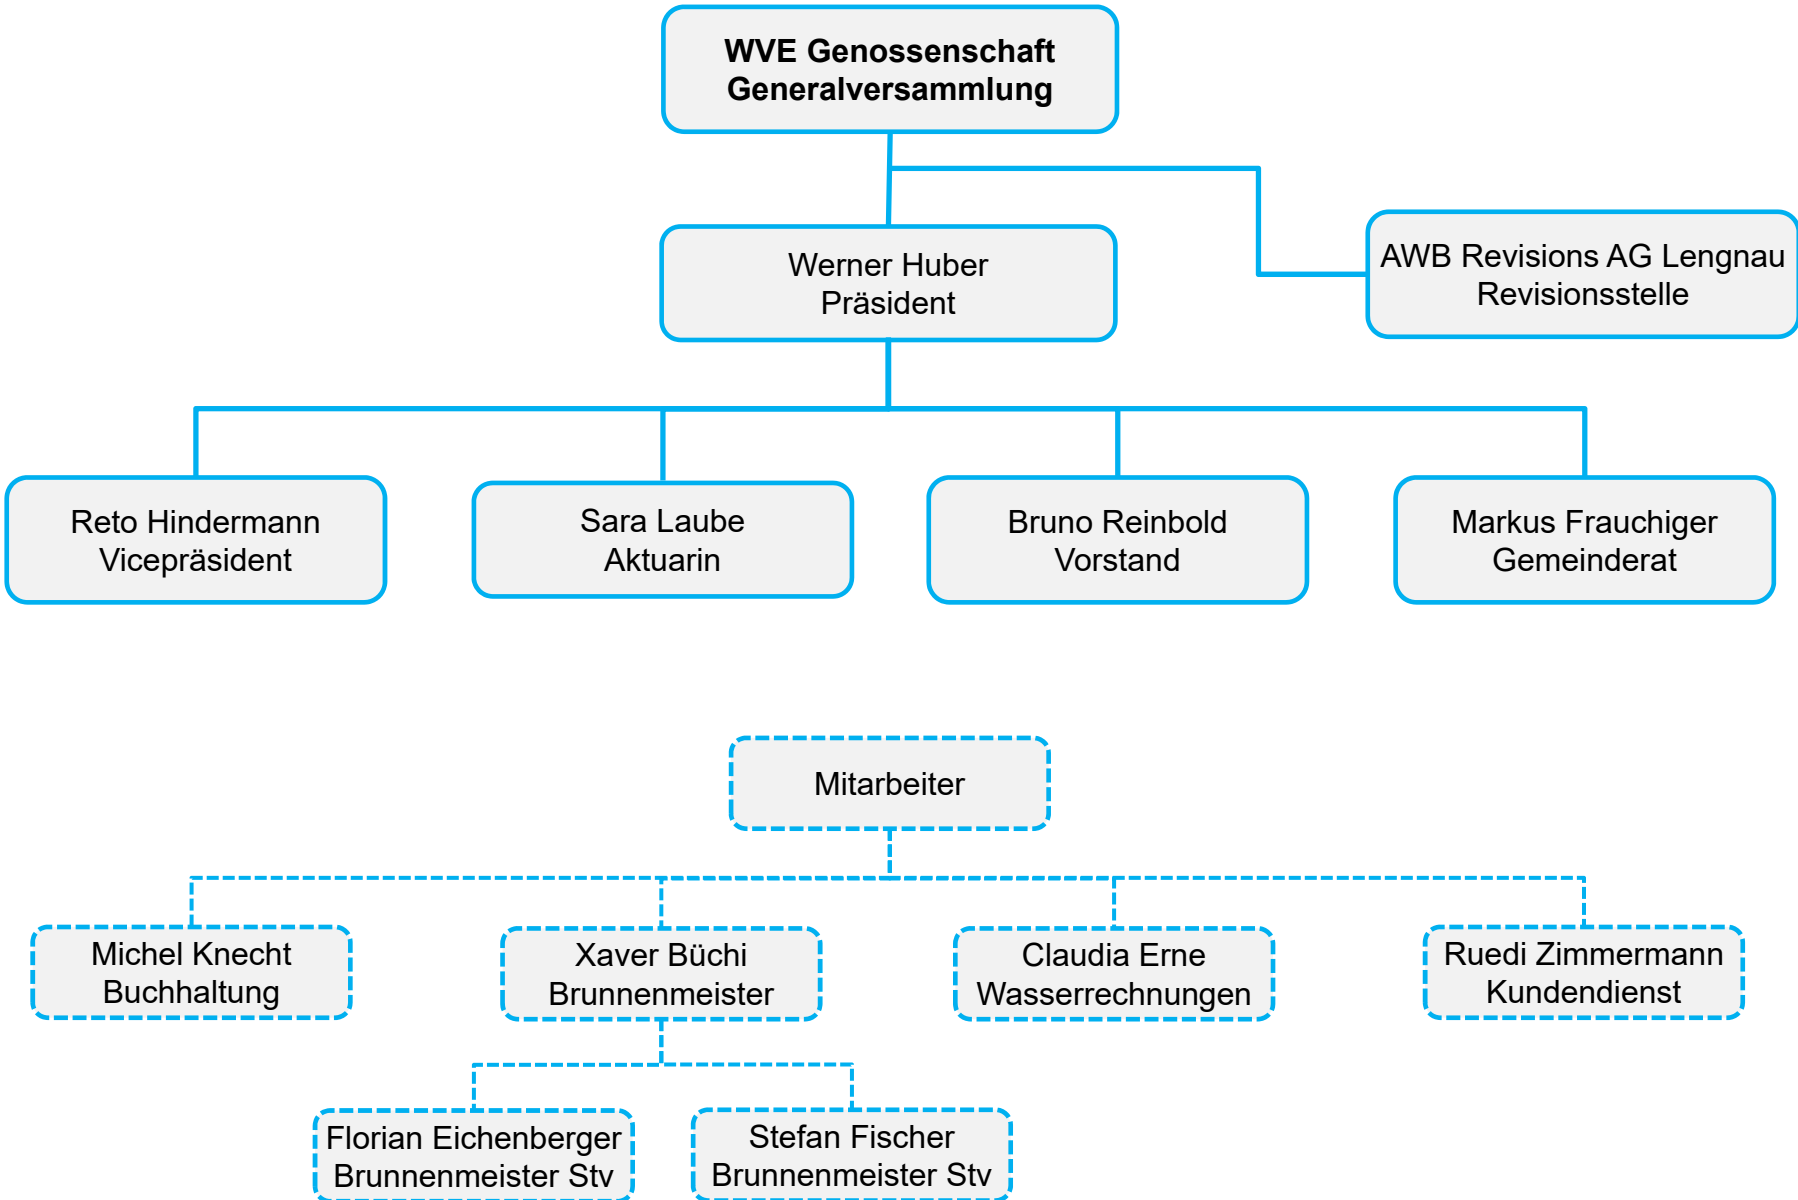 WVE Genossenschaft
Generalversammlung
Werner Huber
Präsident
AWB Revisions AG Lengnau
Revisionsstelle
Reto Hindermann
Vicepräsident
Sara Laube
Aktuarin
Bruno Reinbold
Vorstand
Markus Frauchiger
Gemeinderat
Mitarbeiter
Michel Knecht
Buchhaltung
Xaver Büchi
Brunnenmeister
Claudia Erne
Wasserrechnungen
Ruedi Zimmermann
Kundendienst
Florian Eichenberger
Brunnenmeister Stv
Stefan Fischer
Brunnenmeister Stv